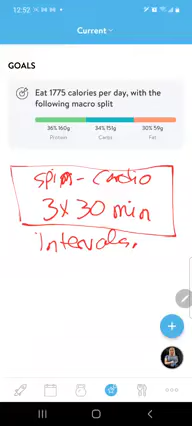 12:52
Current
GOALS
Eat 1775 calories per day, with the
following macro split
36% 160g 34% 151g 30% 59g
Protein Carbs Fat
spin - Cardio
3 x 30 min
intervals.